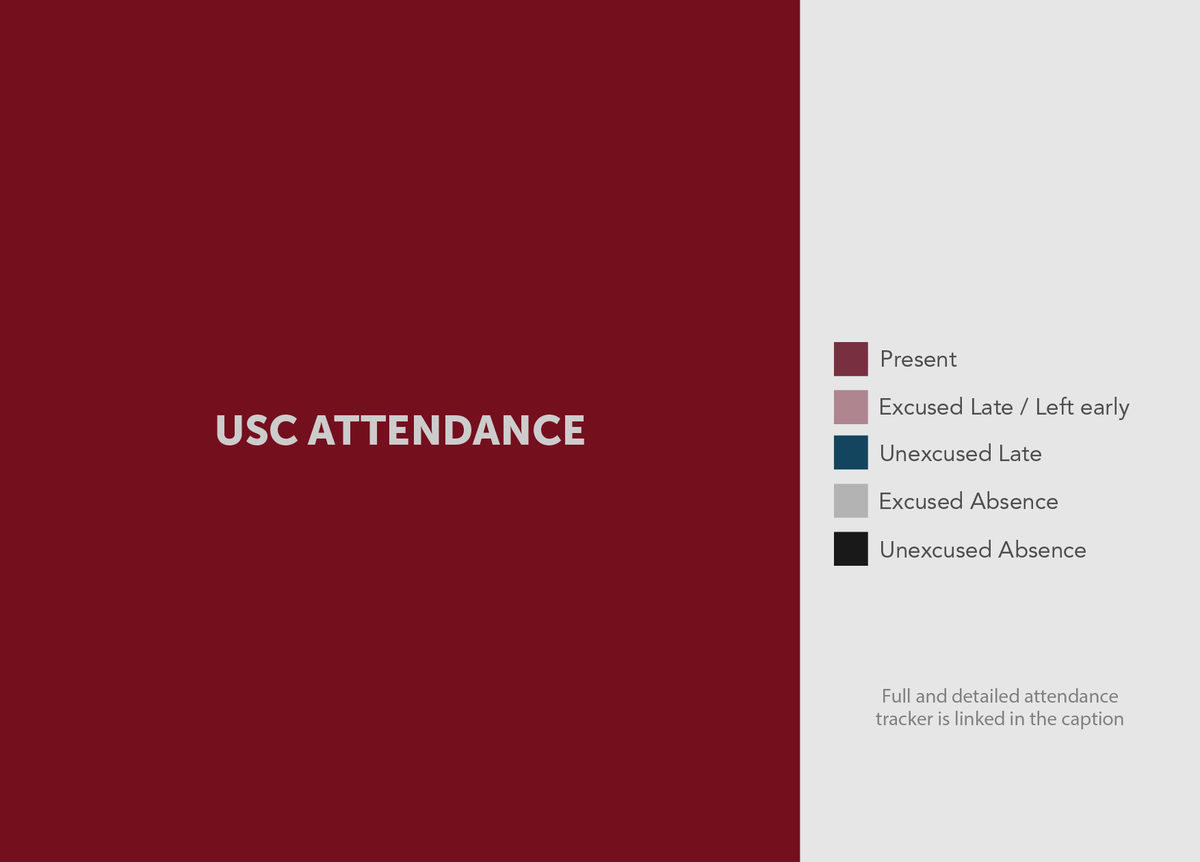 USC ATTENDANCE
Present
Excused Late / Left early
Unexcused Late
Excused Absence
Unexcused Absence
Full and detailed attendance
tracker is linked in the caption